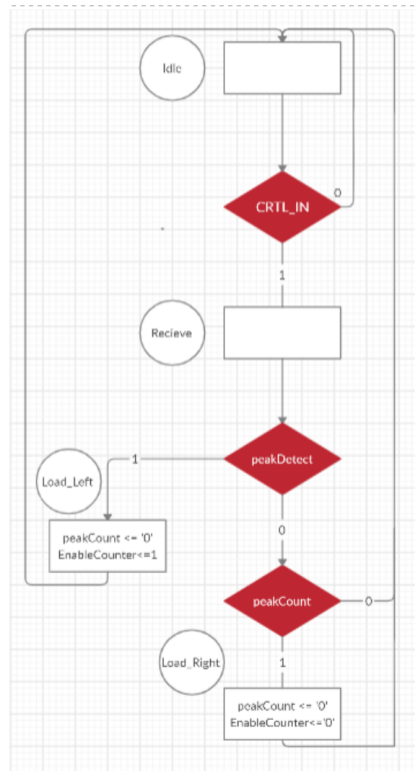 Idle
0
CRTL_IN
1
Recieve
peakDetect
1
Load_Left
peakCount <= '0'
EnableCounter<=1
0
peakCount
0
Load_Right
1
peakCount <= '0'
EnableCounter<='0'